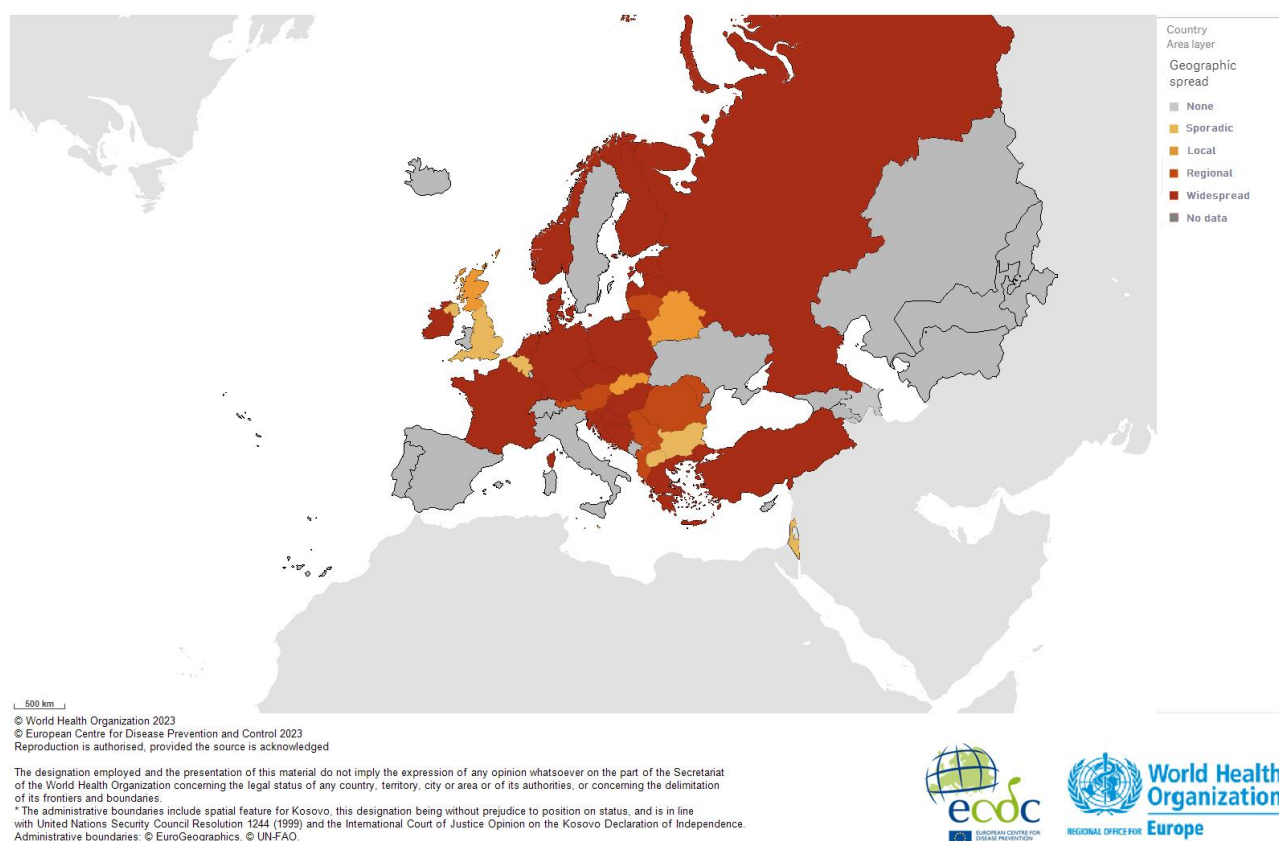 Country
Area layer
Geographic
spread
None
Sporadic
Local
Regional
Widespread
No data
500 km
© World Health Organization 2023
© European Centre for Disease Prevention and Control 2023
Reproduction is authorised, provided the source is acknowledged
The designation employed and the presentation of this material do not imply the expression of any opinion whatsoever on the part of the Secretariat
of the World Health Organization concerning the legal status of any country, territory, city or area or of its authorities, or concerning the delimitation
of its frontiers and boundaries.
* The administrative boundaries include spatial feature for Kosovo, this designation being without prejudice to position on status, and is in line
with United Nations Security Council Resolution 1244 (1999) and the International Court of Justice Opinion on the Kosovo Declaration of Independence.
Administrative boundaries: © EuroGeographics, © UN-FAO.
ecdc
EUROPEAN CENTRE FOR
DISEASE PREVENTION
World Health
Organization
REGIONAL OFFICE FOR Europe